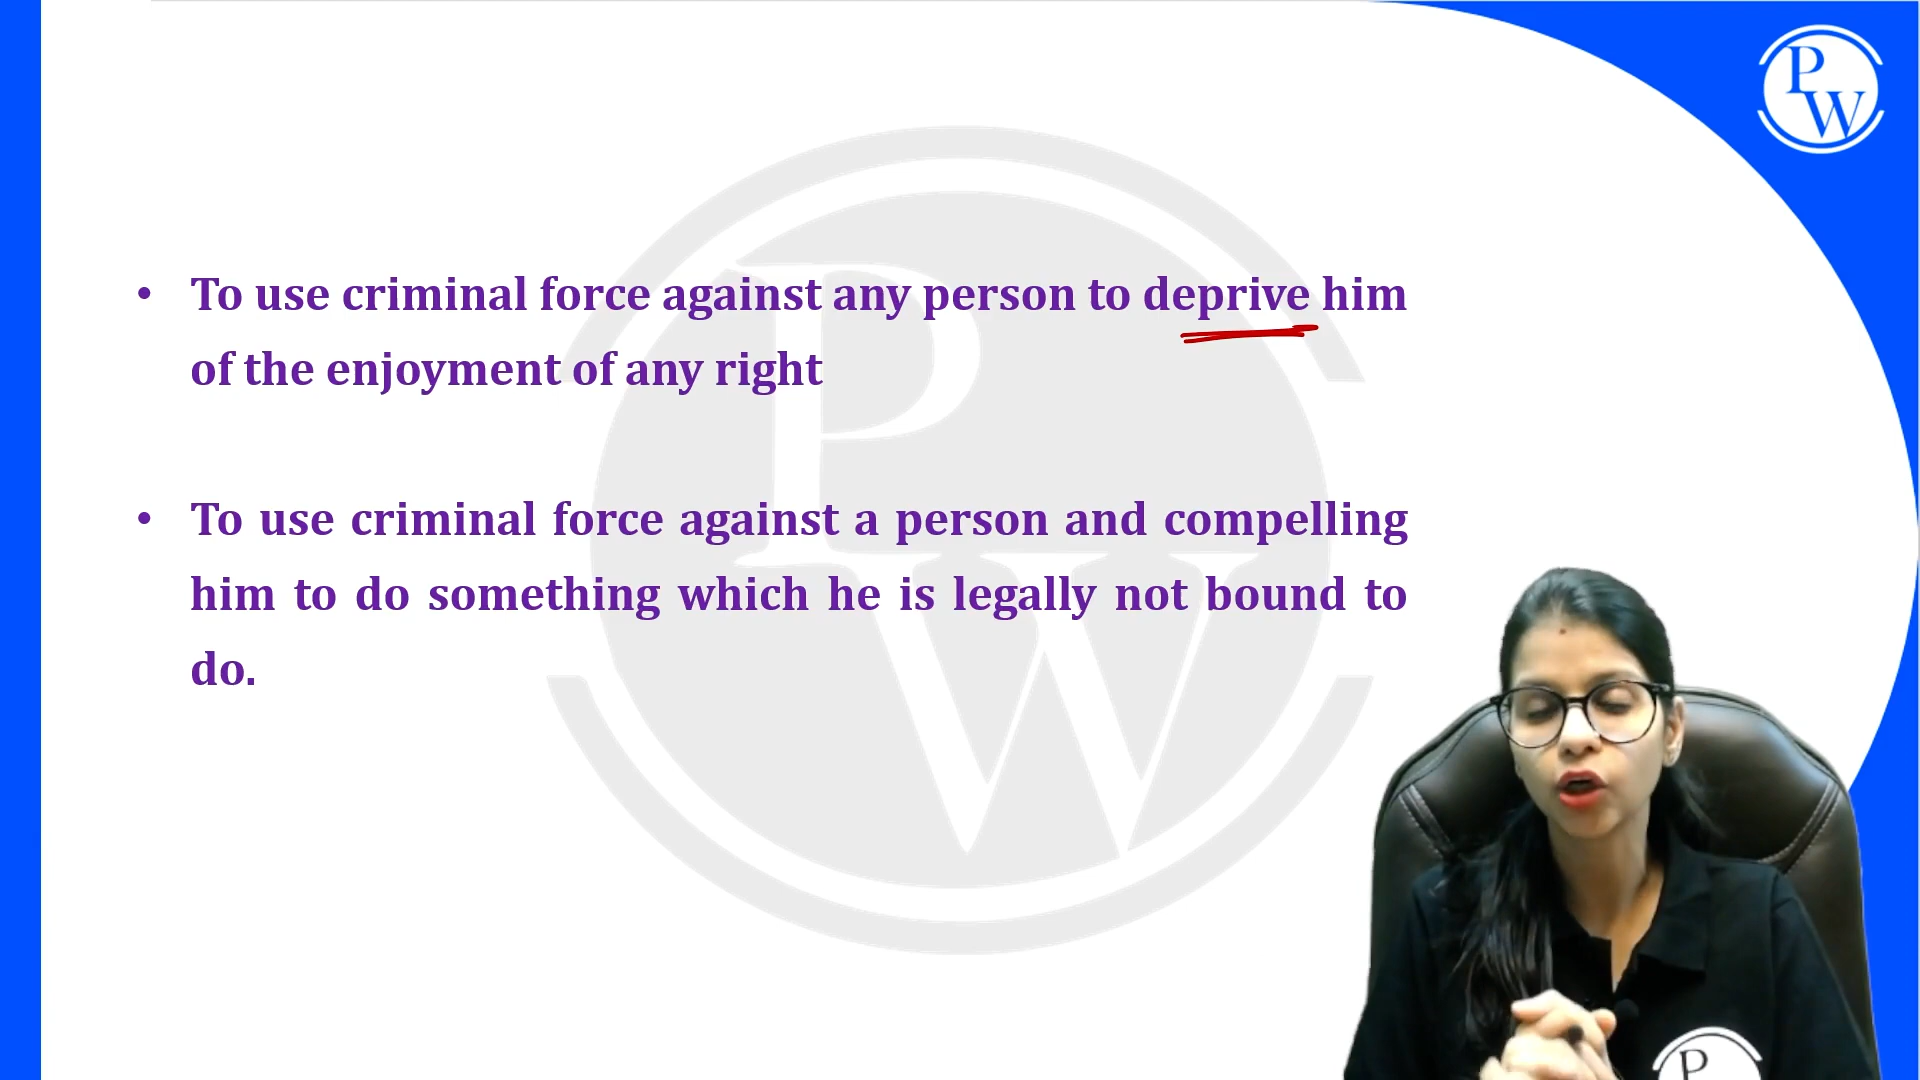 P
W
• To use criminal force against any person to deprive him
of the enjoyment of any right
• To use criminal force against a person and compelling
him to do something which he is legally not bound to
do.
P
W
P